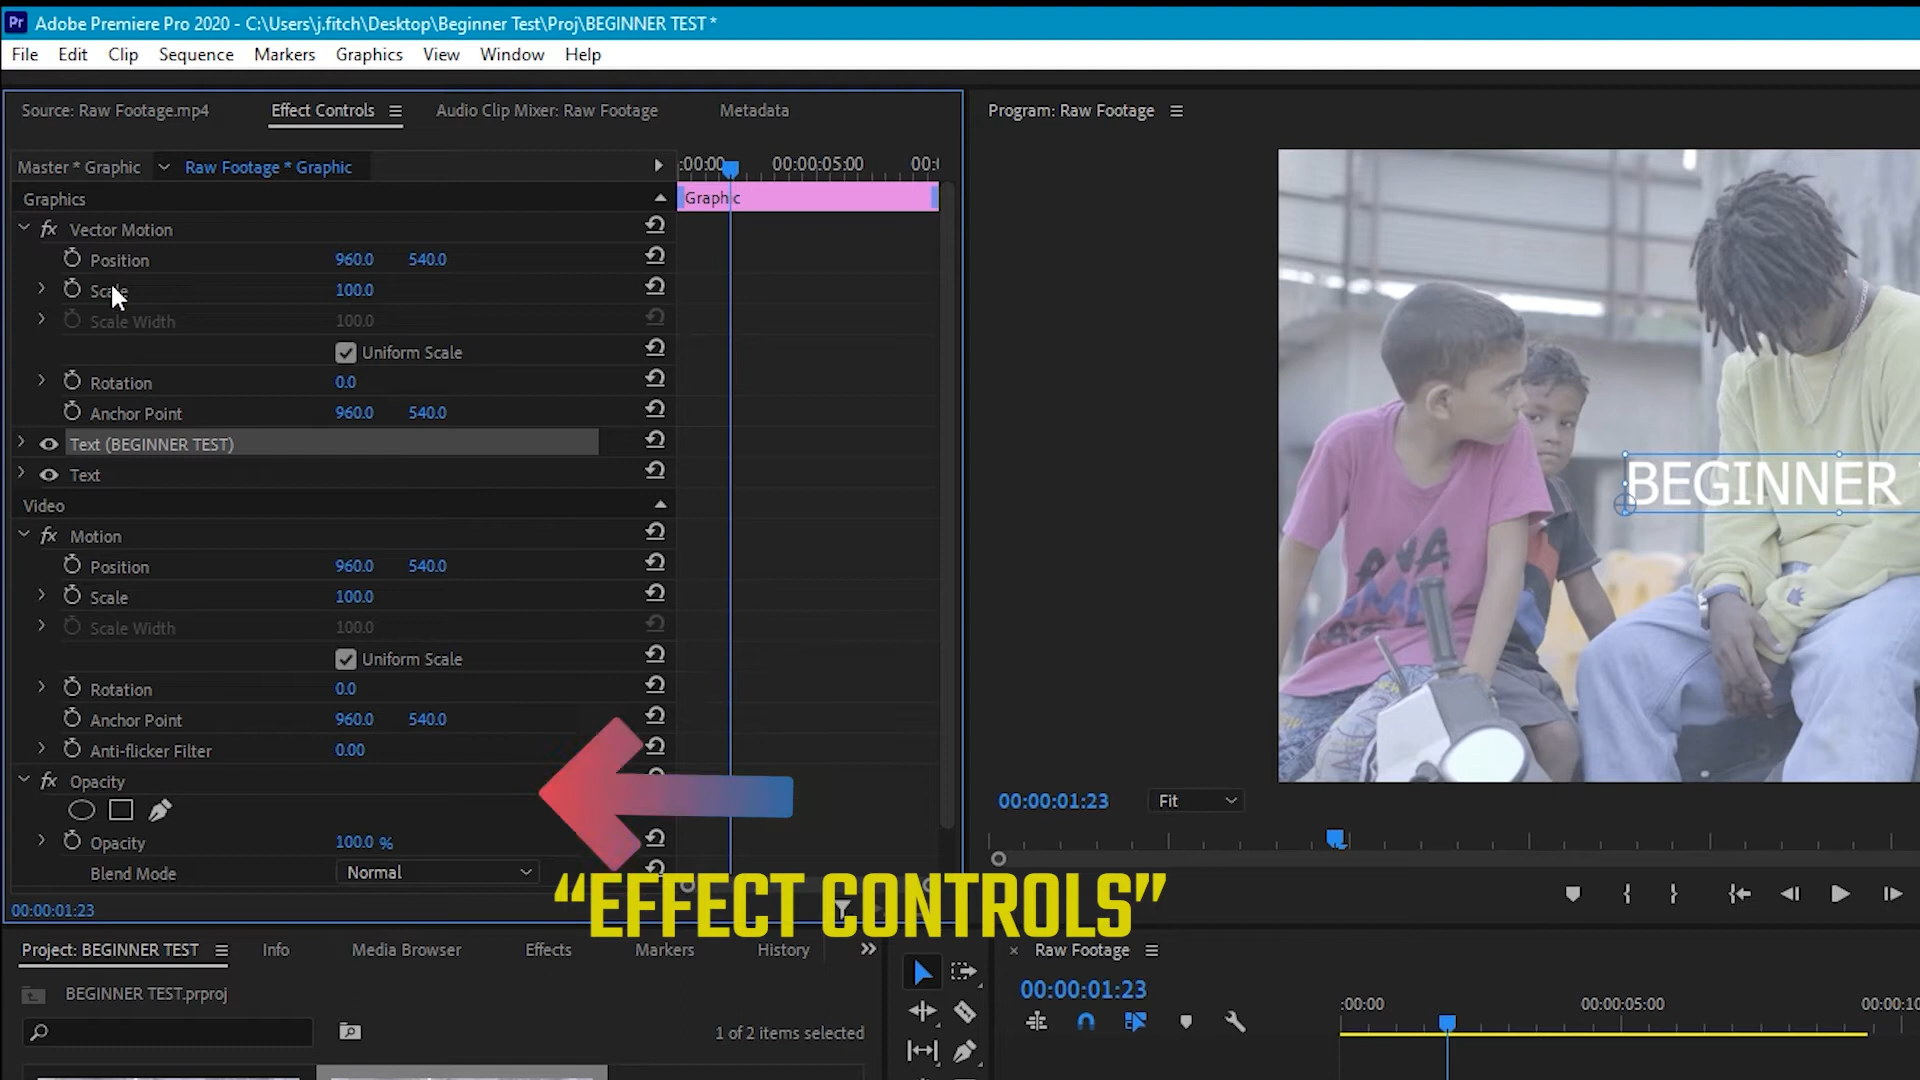 Pr Adobe Premiere Pro 2020 - C:\Users\j.fitch\Desktop\Beginner Test\Proj\BEGINNER TEST *
File Edit Clip Sequence Markers Graphics View Window Help
Source: Raw Footage.mp4 Effect Controls Audio Clip Mixer: Raw Footage Metadata
Program: Raw Footage
Master * Graphic Raw Footage * Graphic
:00:00 00:00:05:00
Graphics
Graphic
fx Vector Motion
Position 960.0 540.0
Scale 100.0
Scale Width 100.0
Uniform Scale
Rotation 0.0
Anchor Point 960.0 540.0
Text (BEGINNER TEST)
Text
Video
fx Motion
Position 960.0 540.0
Scale 100.0
Scale Width 100.0
Uniform Scale
Rotation 0.0
Anchor Point 960.0 540.0
Anti-flicker Filter 0.00
fx Opacity
Opacity 100.0 %
Blend Mode Normal
00:00:01:23
BEGINNER
ANA
00:00:01:23 Fit
“EFFECT CONTROLS”
Project: BEGINNER TEST Info Media Browser Effects Markers History
BEGINNER TEST.prproj
1 of 2 items selected
× Raw Footage
00:00:01:23
:00:00 00:00:05:00 00:00:10